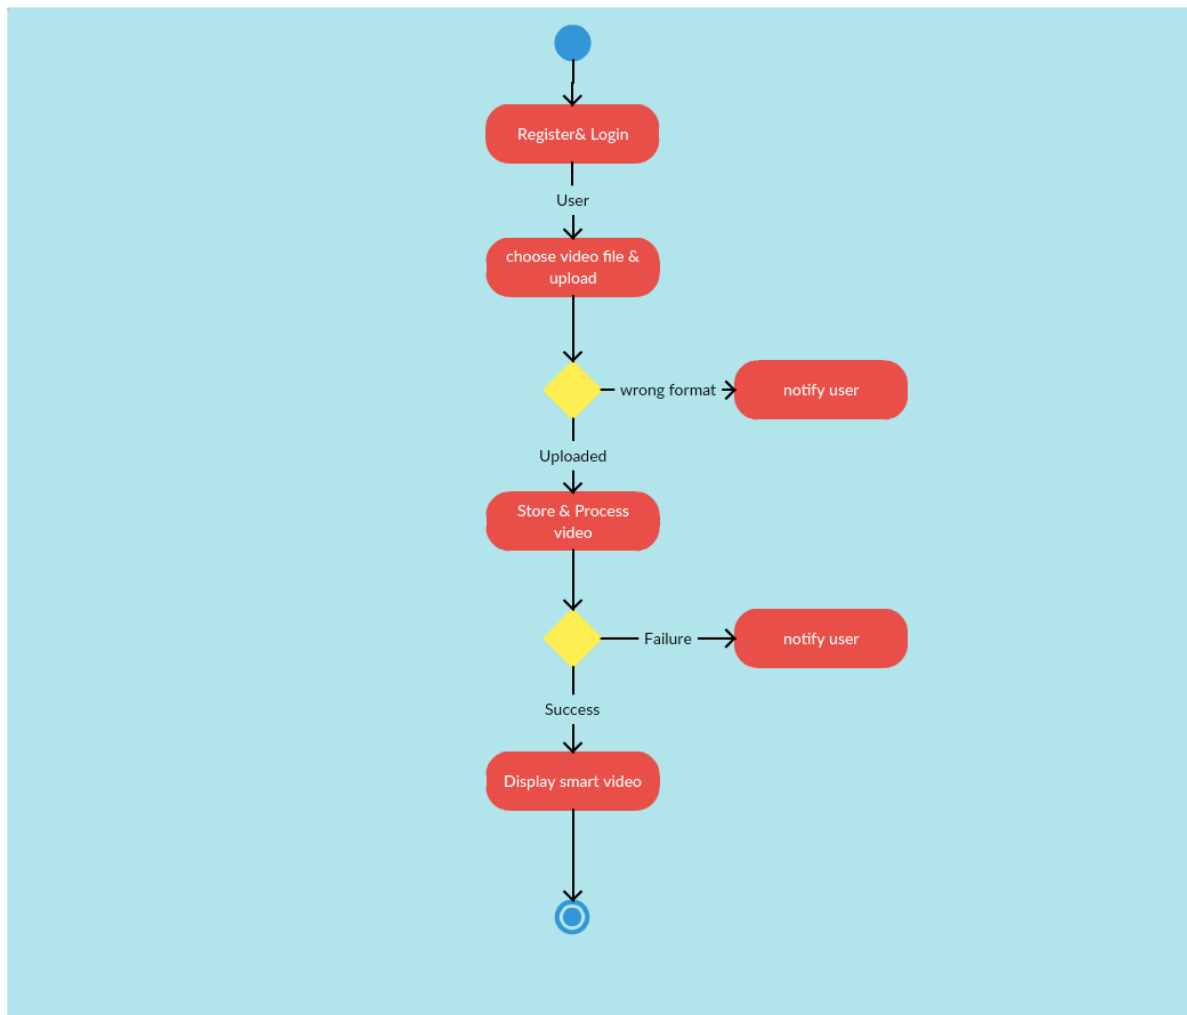 Register& Login
User
choose video file &
upload
wrong format
notify user
Uploaded
Store & Process
video
Failure
notify user
Success
Display smart video